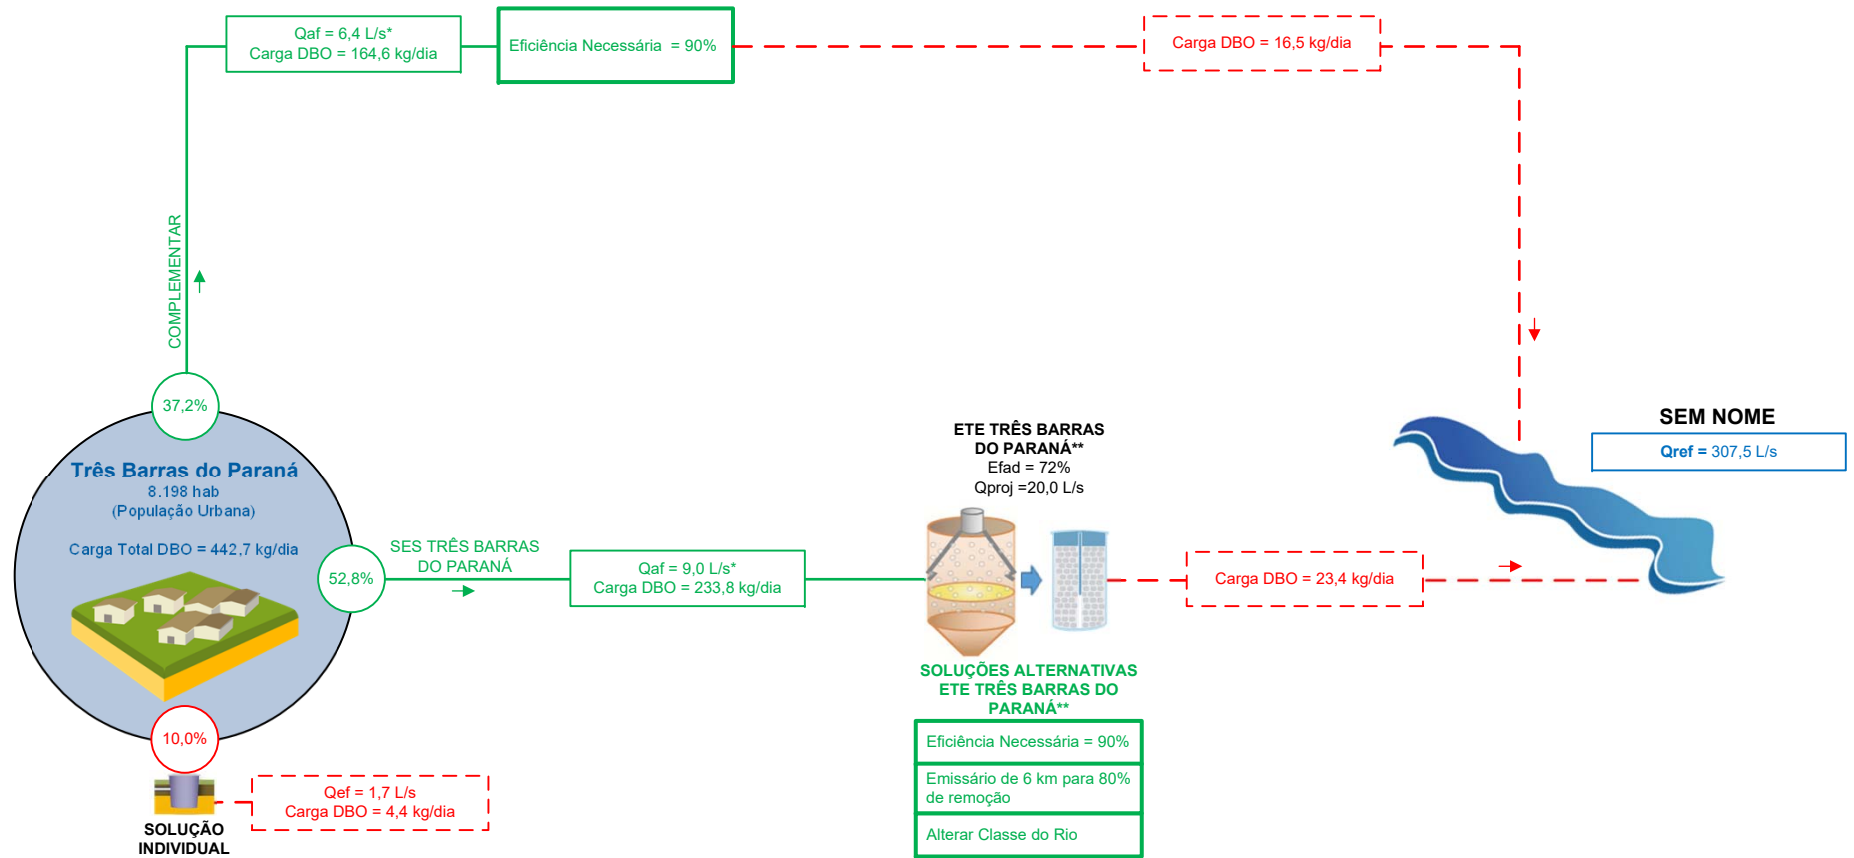 Qaf = 6,4 L/s*
Carga DBO = 164,6 kg/dia
Eficiência Necessária = 90%
Carga DBO = 16,5 kg/dia
COMPLEMENTAR
37,2%
Três Barras do Paraná
8.198 hab
(População Urbana)
Carga Total DBO = 442,7 kg/dia
52,8%
SES TRÊS BARRAS
DO PARANÁ
Qaf = 9,0 L/s*
Carga DBO = 233,8 kg/dia
ETE TRÊS BARRAS
DO PARANÁ**
Efad = 72%
Qproj =20,0 L/s
Carga DBO = 23,4 kg/dia
SEM NOME
Qref = 307,5 L/s
SOLUÇÕES ALTERNATIVAS
ETE TRÊS BARRAS DO
PARANÁ**
Eficiência Necessária = 90%
Emissário de 6 km para 80%
de remoção
Alterar Classe do Rio
10,0%
Qef = 1,7 L/s
Carga DBO = 4,4 kg/dia
SOLUÇÃO
INDIVIDUAL